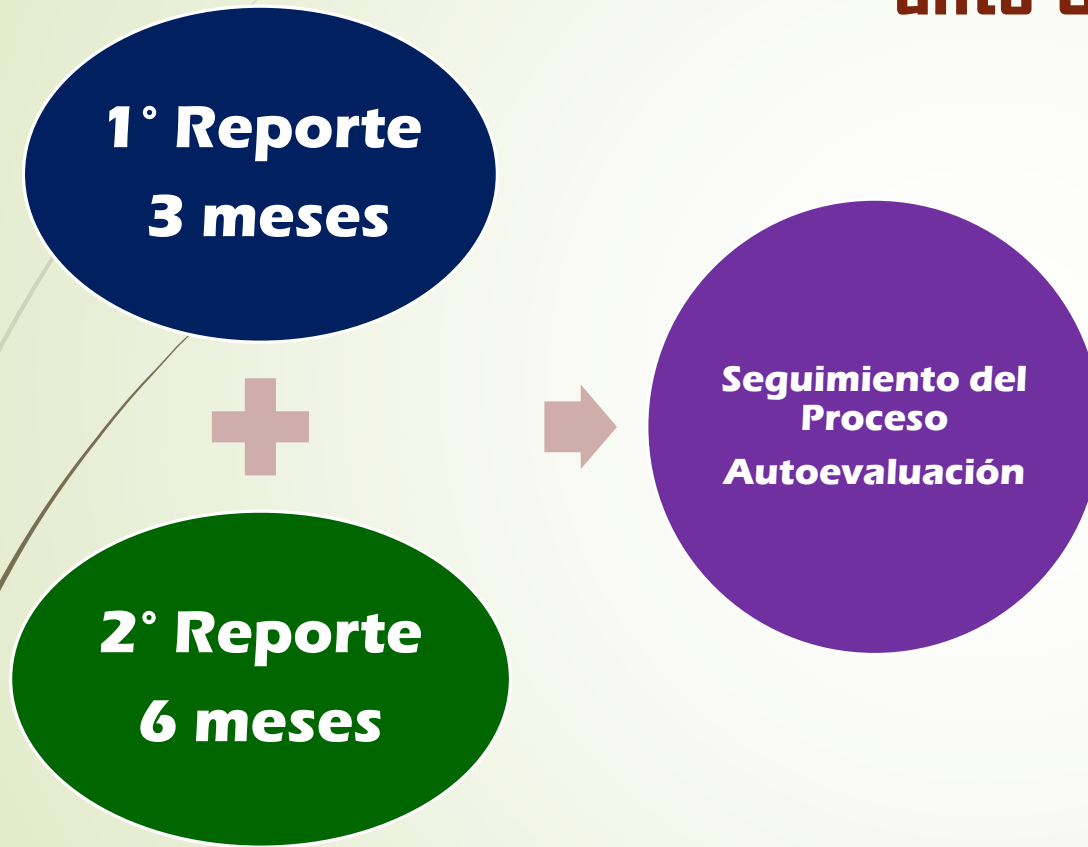 1° Reporte
3 meses
Seguimiento del
Proceso
Autoevaluación
2° Reporte
6 meses